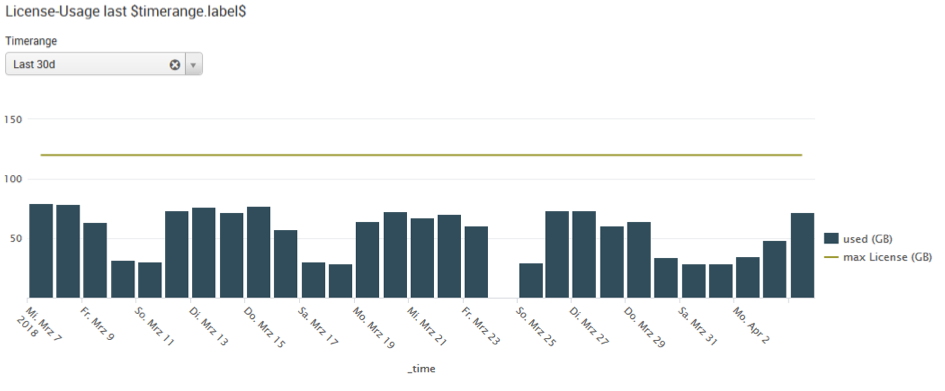 License-Usage last $timerange.label$
Timerange
Last 30d
150
100
50
used (GB)
max License (GB)
Mi. Mrz 7
2018
Fr. Mrz 9
So. Mrz 11
Di. Mrz 13
Do. Mrz 15
Sa. Mrz 17
Mo. Mrz 19
Mi. Mrz 21
Fr. Mrz 23
So. Mrz 25
Di. Mrz 27
Do. Mrz 29
Sa. Mrz 31
Mo. Apr 2
_time